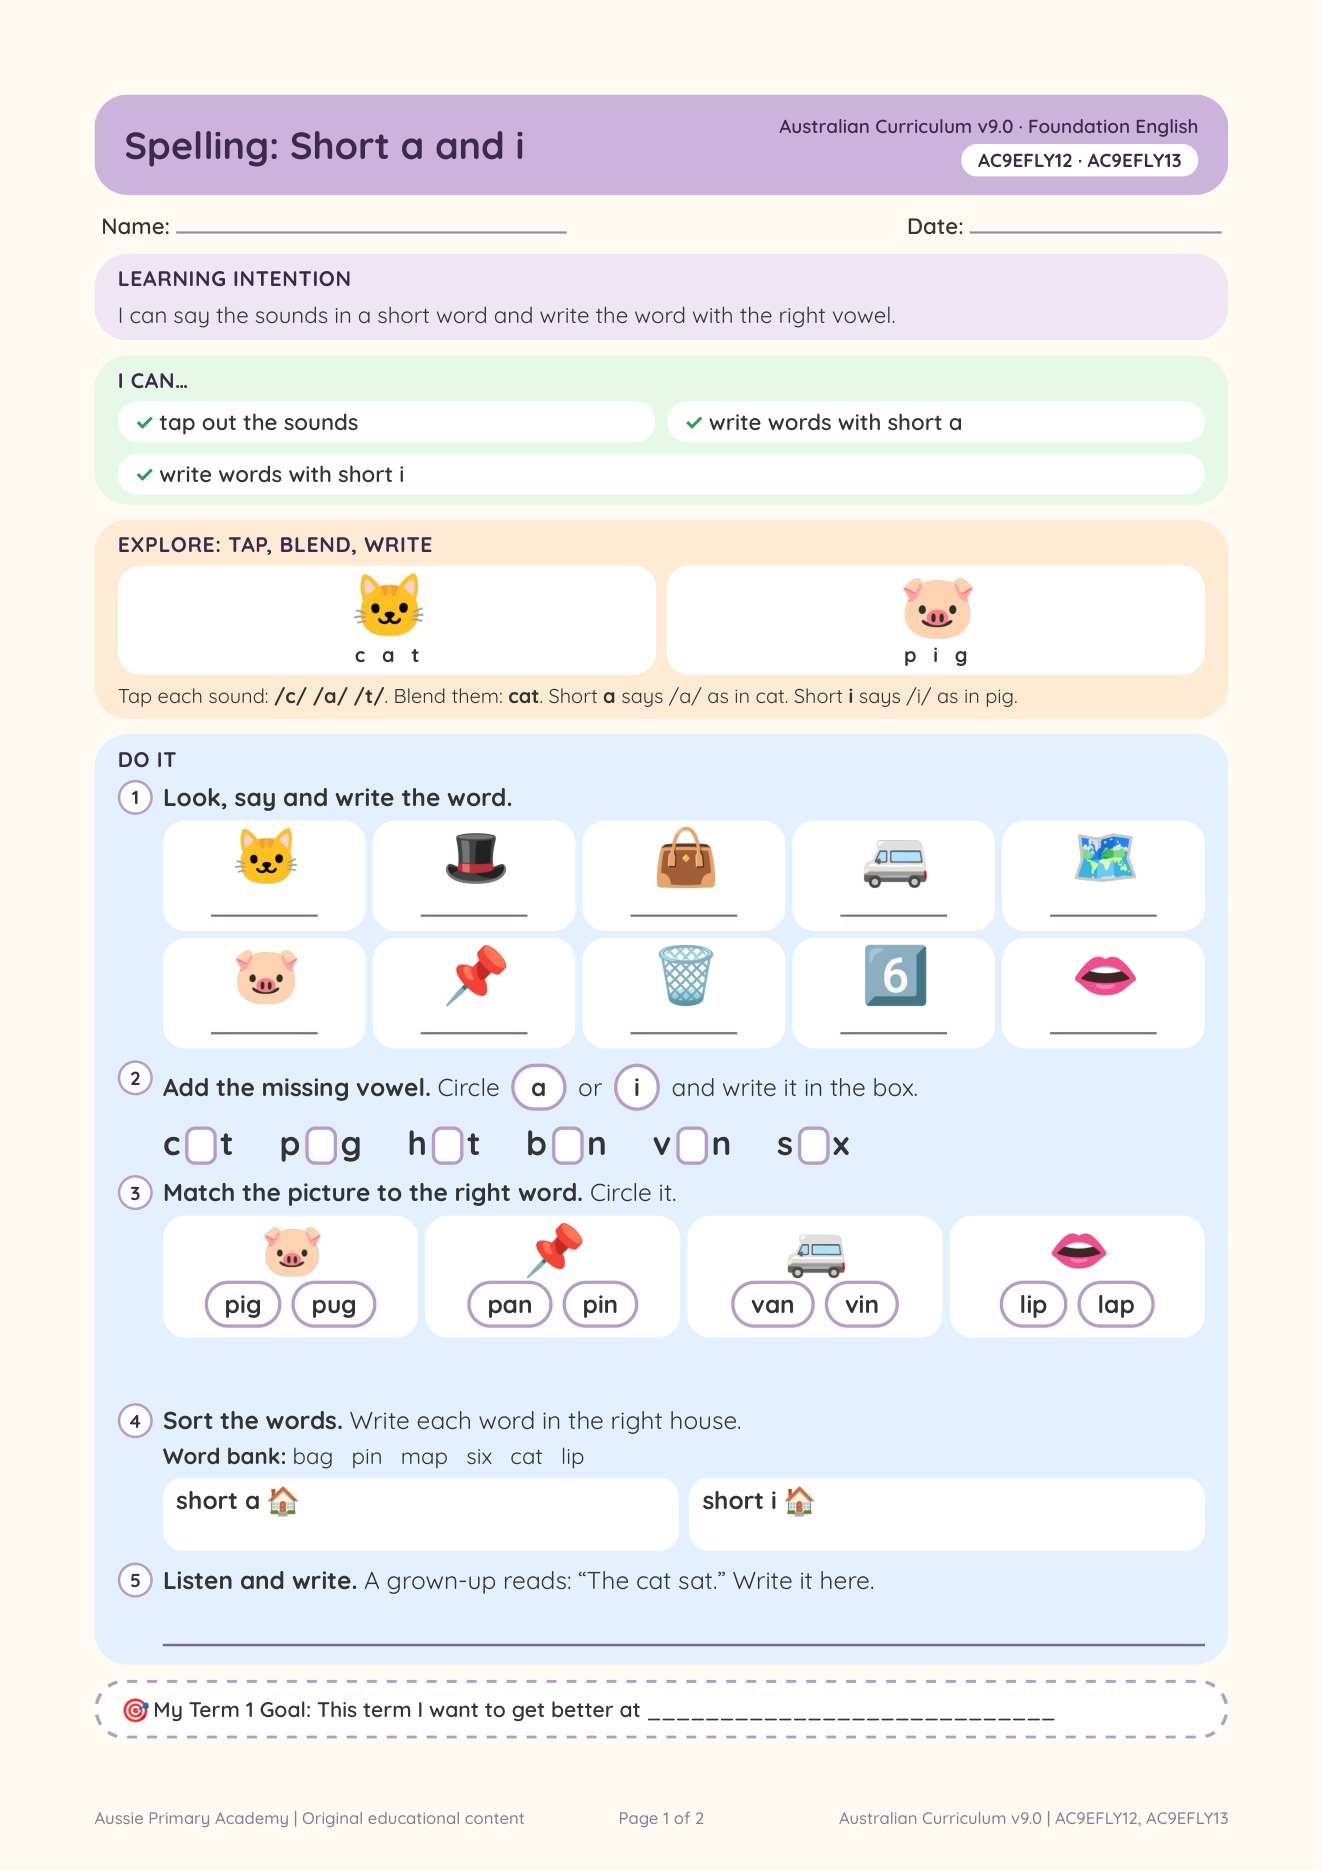 Spelling: Short a and i
Australian Curriculum v9.0 · Foundation English
AC9EFLY12 · AC9EFLY13
Name:
Date:
LEARNING INTENTION
I can say the sounds in a short word and write the word with the right vowel.
I CAN…
✓ tap out the sounds
✓ write words with short a
✓ write words with short i
EXPLORE: TAP, BLEND, WRITE
c a t
p i g
Tap each sound: /c/ /a/ /t/. Blend them: cat. Short a says /a/ as in cat. Short i says /i/ as in pig.
DO IT
1 Look, say and write the word.
6
2 Add the missing vowel. Circle a or i and write it in the box.
c t p g h t b n v n s x
3 Match the picture to the right word. Circle it.
pig pug pan pin van vin lip lap
4 Sort the words. Write each word in the right house.
Word bank: bag pin map six cat lip
short a
short i
5 Listen and write. A grown-up reads: “The cat sat.” Write it here.
My Term 1 Goal: This term I want to get better at ____________________________
Aussie Primary Academy | Original educational content
Page 1 of 2
Australian Curriculum v9.0 | AC9EFLY12, AC9EFLY13